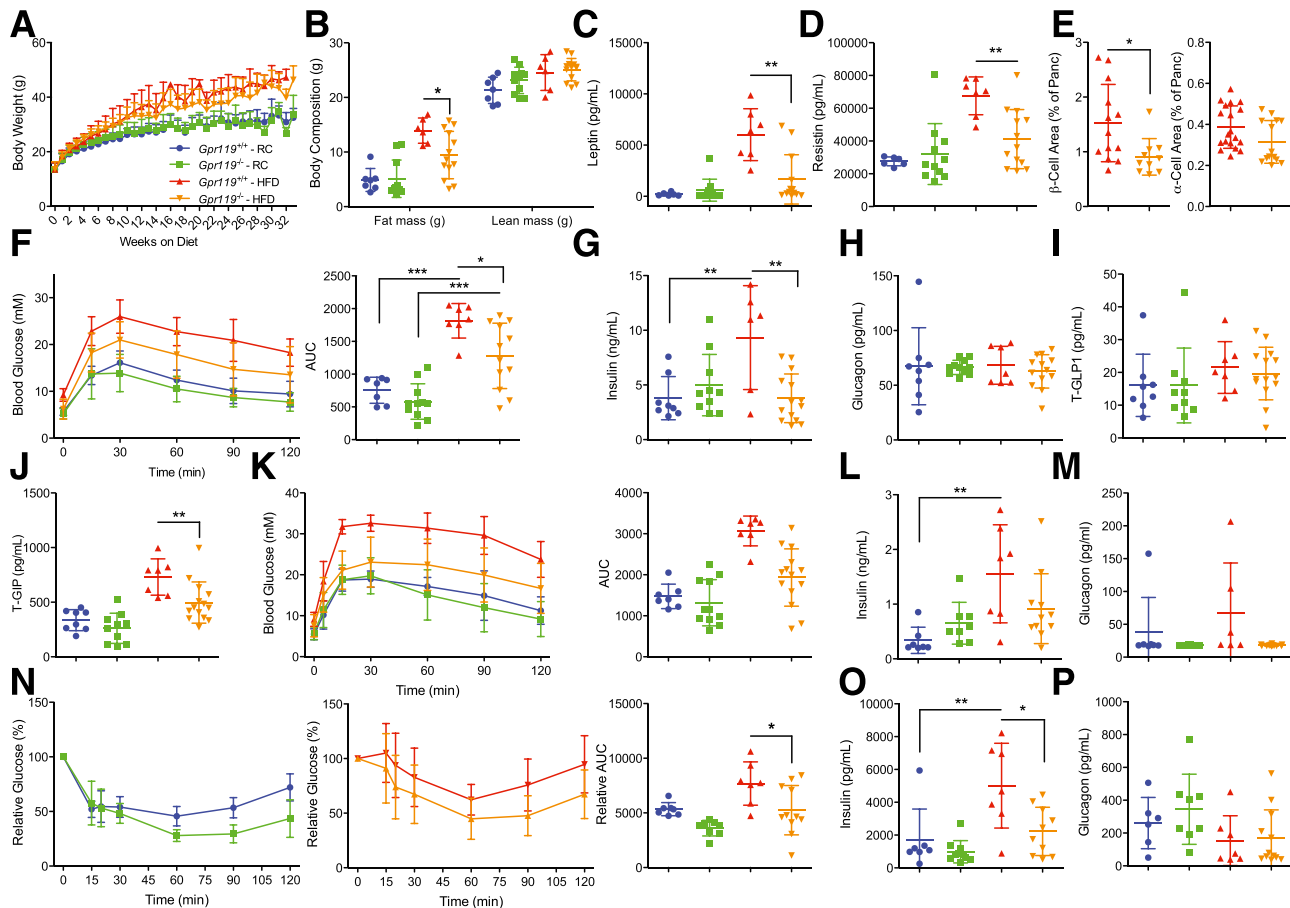 A
Body Weight (g)
60
40
20
0
0 2 4 6 8 10 12 14 16 18 20 22 24 26 28 30 32
Weeks on Diet
Gpr119+/+ - RC
Gpr119-/- - RC
Gpr119+/+ - HFD
Gpr119-/- - HFD
B
Body Composition (g)
30
20
10
0
*
Fat mass (g) Lean mass (g)
C
Leptin (pg/mL)
15000
10000
5000
0
**
D
Resistin (pg/mL)
100000
80000
60000
40000
20000
0
**
E
β-Cell Area (% of Panc)
3
2
1
0
*
α-Cell Area (% of Panc)
0.8
0.6
0.4
0.2
0.0
F
Blood Glucose (mM)
30
20
10
0
0 30 60 90 120
Time (min)
AUC
2500
2000
1500
1000
500
0
*** *
***
G
Insulin (ng/mL)
15
10
5
0
** **
H
Glucagon (pg/mL)
150
100
50
0
I
T-GLP1 (pg/mL)
50
40
30
20
10
0
J
T-GIP (pg/mL)
1500
1000
500
0
**
K
Blood Glucose (mM)
40
30
20
10
0
0 30 60 90 120
Time (min)
AUC
4000
3000
2000
1000
0
L
Insulin (ng/mL)
3
2
1
0
**
M
Glucagon (pg/ml)
250
200
150
100
50
0
N
Relative Glucose (%)
150
100
50
0
0 15 30 45 60 75 90 105 120
Time (min)
Relative Glucose (%)
150
100
50
0
0 15 30 45 60 75 90 105 120
Time (min)
Relative AUC
15000
10000
5000
0
*
O
Insulin (pg/mL)
10000
8000
6000
4000
2000
0
** *
P
Glucagon (pg/mL)
1000
800
600
400
200
0